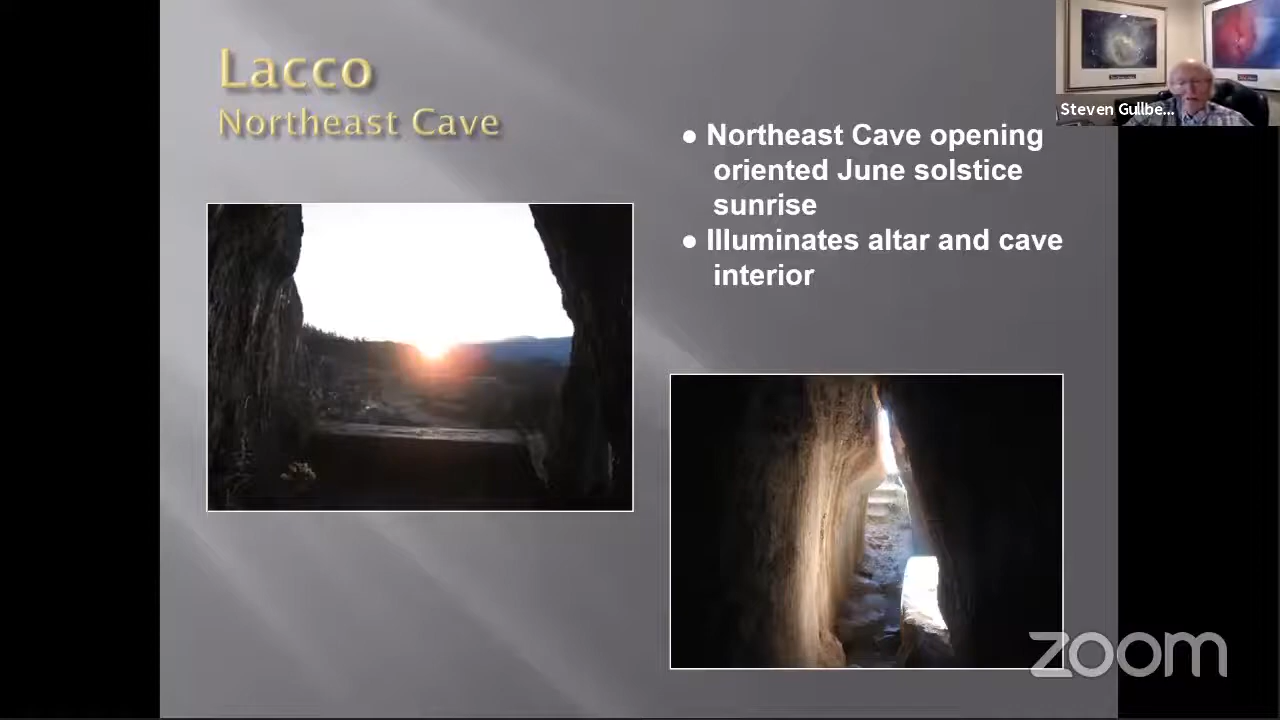 Lacco
Northeast Cave
● Northeast Cave opening
oriented June solstice
sunrise
● Illuminates altar and cave
interior
Steven Gullbe...
zoom